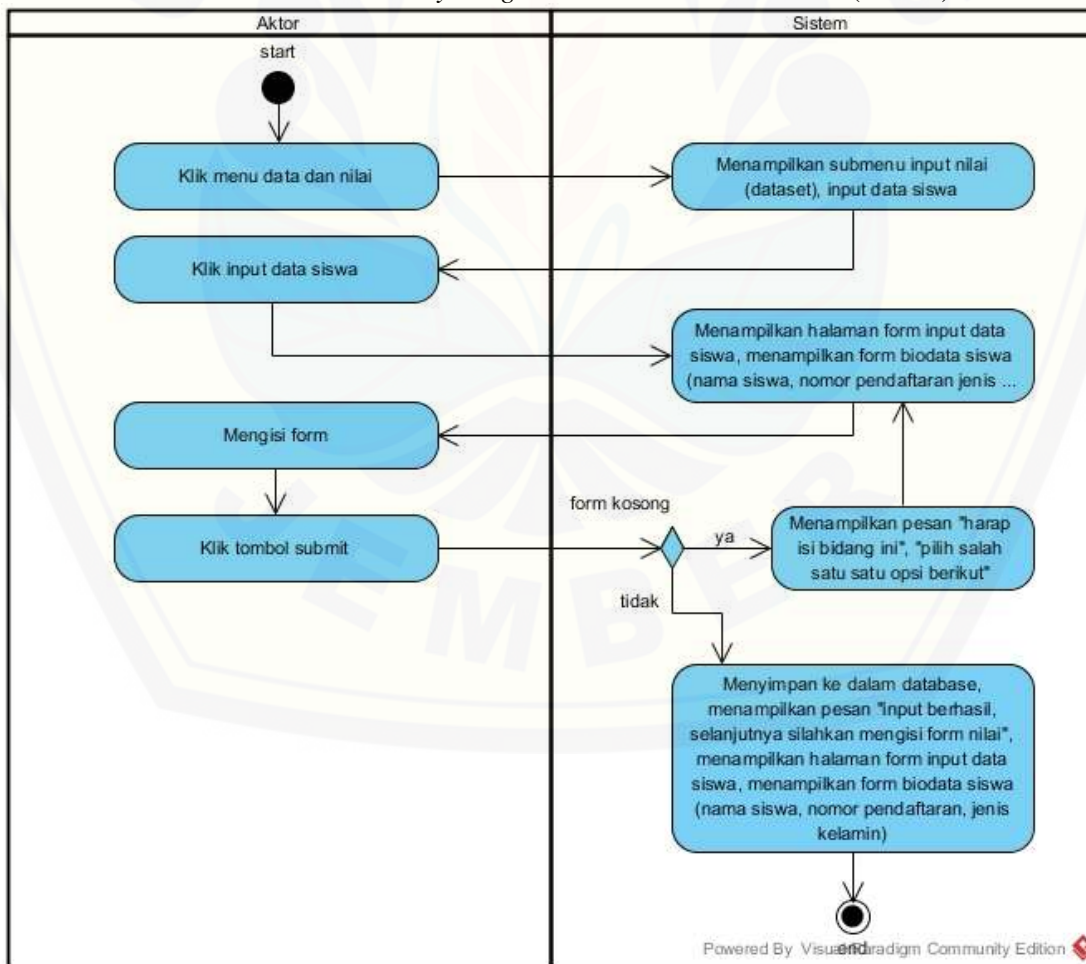 Aktor
Sistem
start
Klik menu data dan nilai
Menampilkan submenu input nilai
(dataset), input data siswa
Klik input data siswa
Menampilkan halaman form input data
siswa, menampilkan form biodata siswa
(nama siswa, nomor pendaftaran jenis ...
Mengisi form
Klik tombol submit
form kosong
ya
Menampilkan pesan "harap
isi bidang ini", "pilih salah
satu satu opsi berikut"
tidak
Menyimpan ke dalam database,
menampilkan pesan "input berhasil,
selanjutnya silahkan mengisi form nilai",
menampilkan halaman form input data
siswa, menampilkan form biodata siswa
(nama siswa, nomor pendaftaran, jenis
kelamin)
end
Powered By Visual Paradigm Community Edition
JEMBER